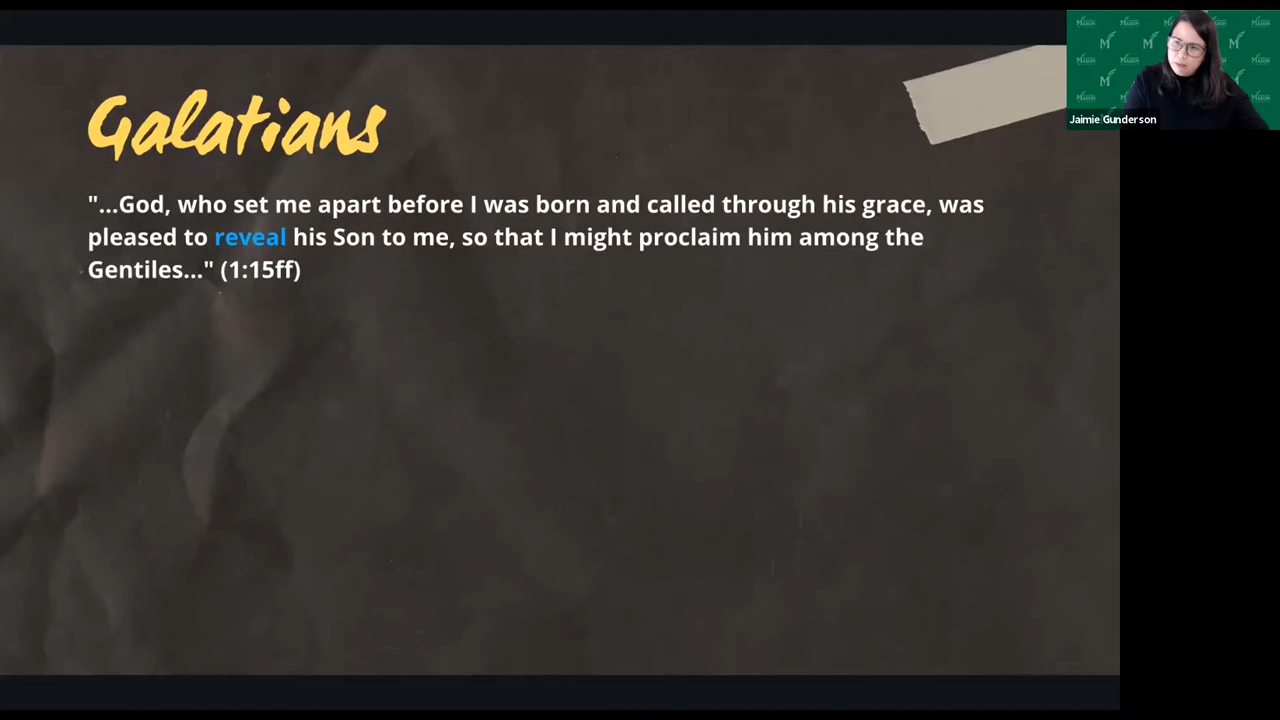 Galatians
"...God, who set me apart before I was born and called through his grace, was
pleased to reveal his Son to me, so that I might proclaim him among the
Gentiles..." (1:15ff)
Jaimie Gunderson